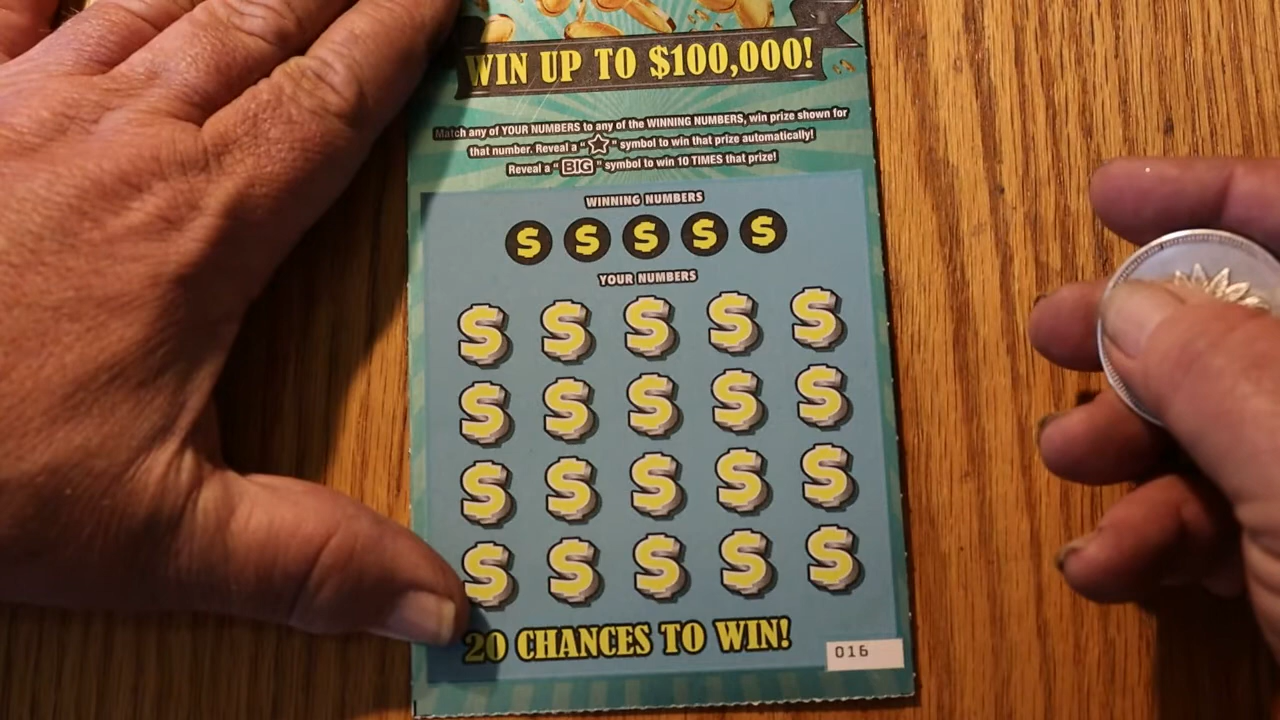 WIN UP TO $100,000!
Match any of YOUR NUMBERS to any of the WINNING NUMBERS, win prize shown for
that number. Reveal a "☆" symbol to win that prize automatically!
Reveal a "BIG" symbol to win 10 TIMES that prize!
WINNING NUMBERS
$ $ $ $ $
YOUR NUMBERS
$ $ $ $ $
$ $ $ $ $
$ $ $ $ $
$ $ $ $ $
20 CHANCES TO WIN!
016